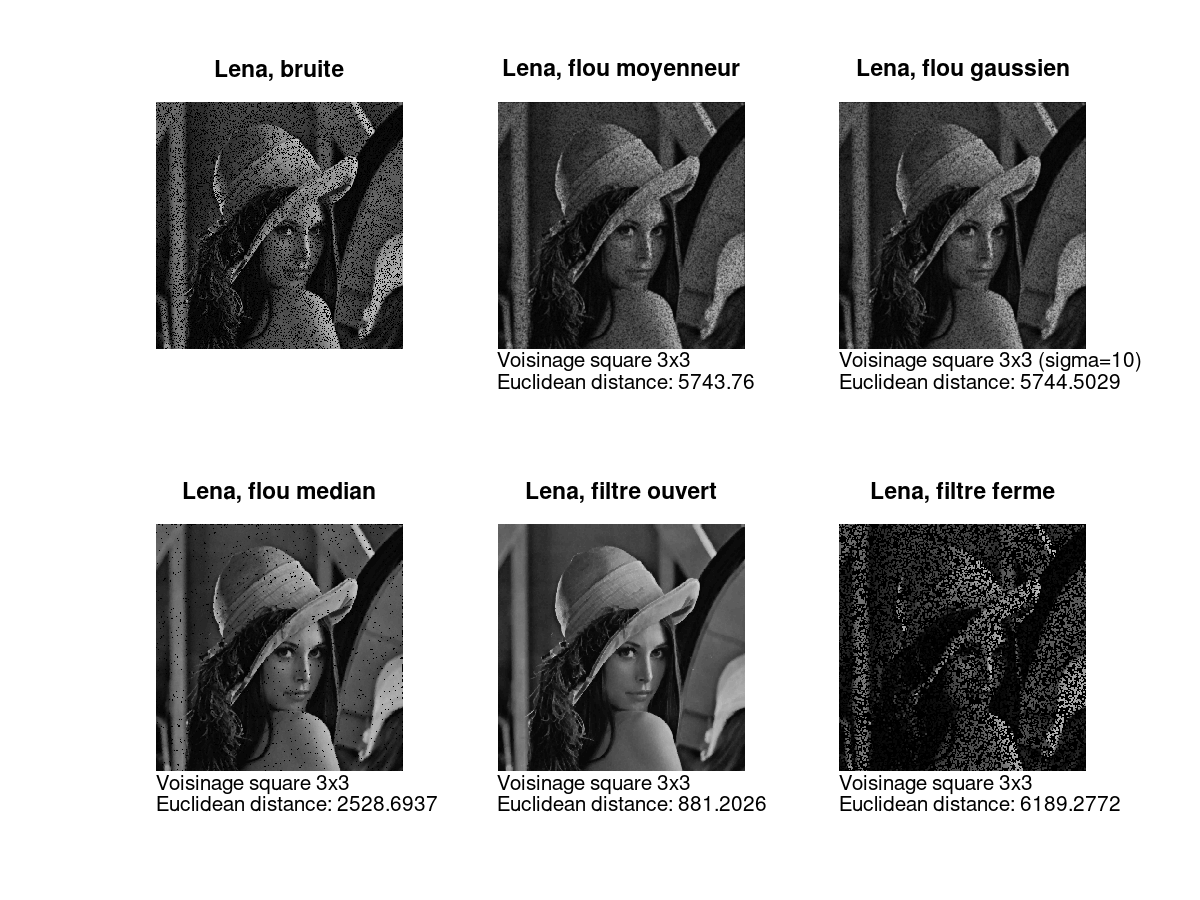 Lena, bruite
Lena, flou moyenneur
Lena, flou gaussien
Voisinage square 3x3
Euclidean distance: 5743.76
Voisinage square 3x3 (sigma=10)
Euclidean distance: 5744.5029
Lena, flou median
Lena, filtre ouvert
Lena, filtre ferme
Voisinage square 3x3
Euclidean distance: 2528.6937
Voisinage square 3x3
Euclidean distance: 881.2026
Voisinage square 3x3
Euclidean distance: 6189.2772